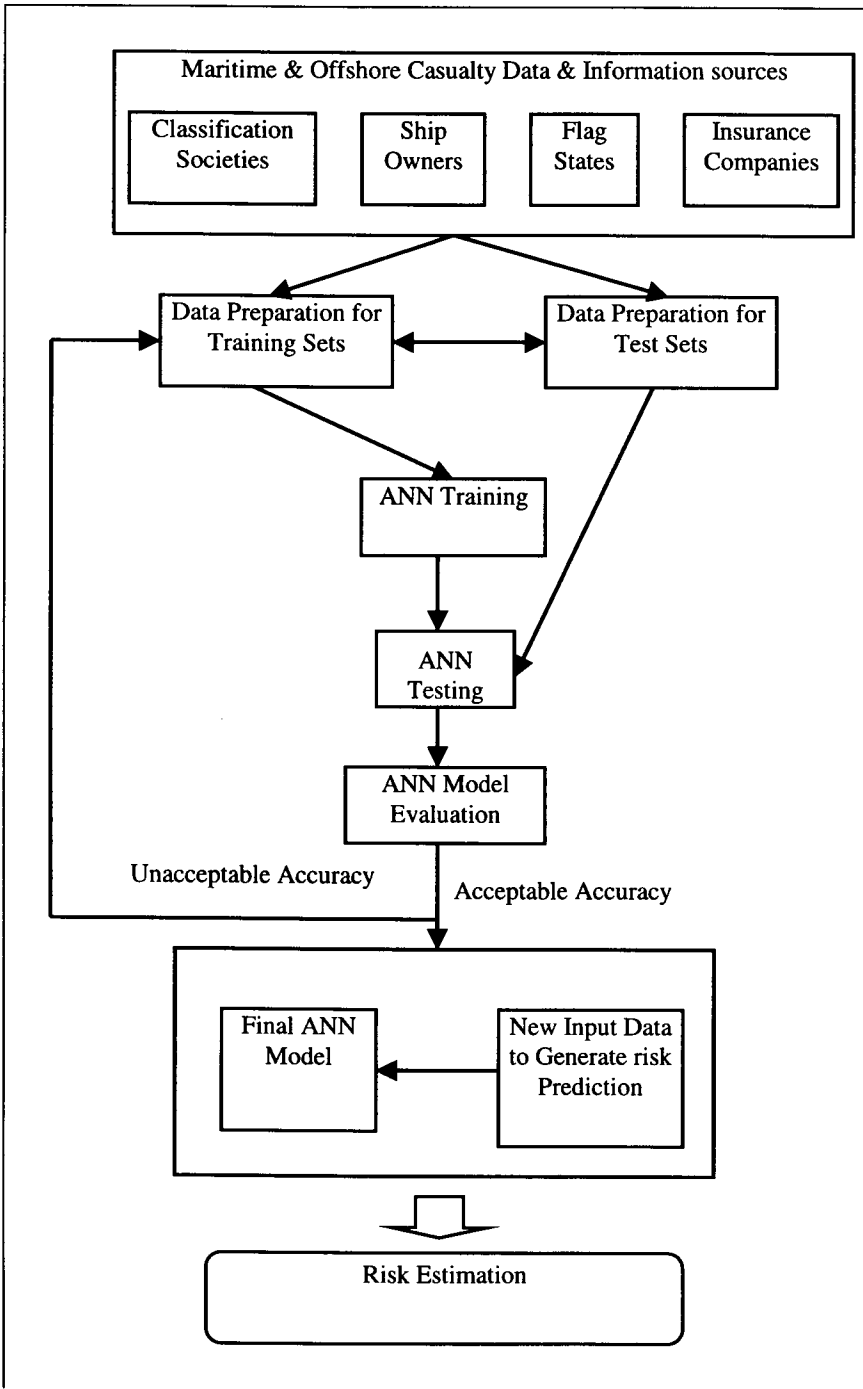 Maritime & Offshore Casualty Data & Information sources
Classification
Societies
Ship
Owners
Flag
States
Insurance
Companies
Data Preparation for
Training Sets
Data Preparation for
Test Sets
ANN Training
ANN
Testing
ANN Model
Evaluation
Unacceptable Accuracy
Acceptable Accuracy
Final ANN
Model
New Input Data
to Generate risk
Prediction
Risk Estimation